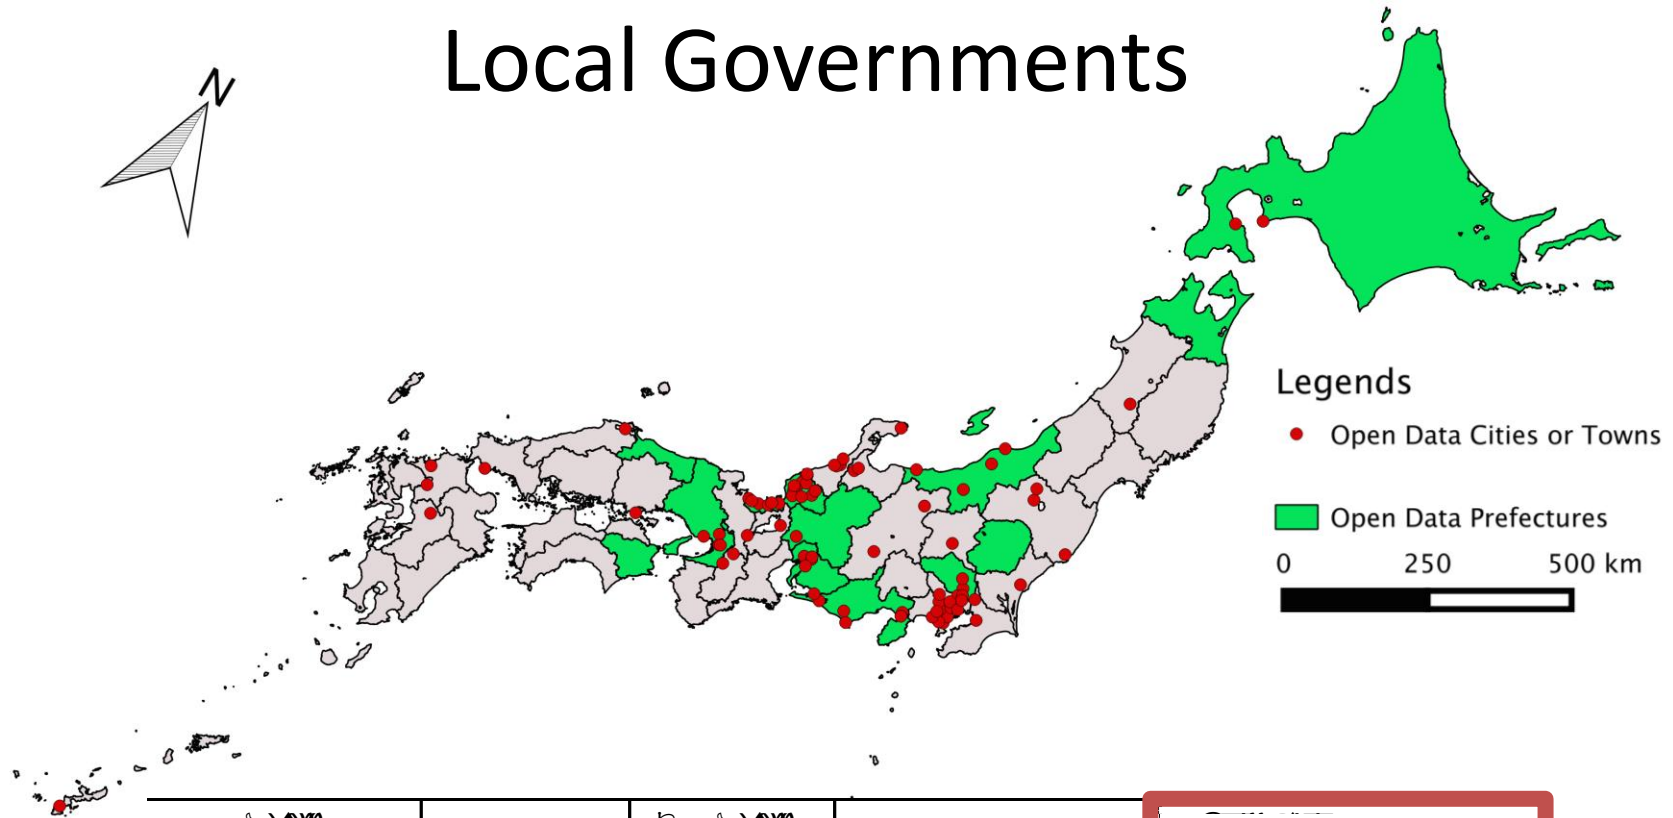 Local Governments
N
Legends
Open Data Cities or Towns
Open Data Prefectures
0 250 500 km